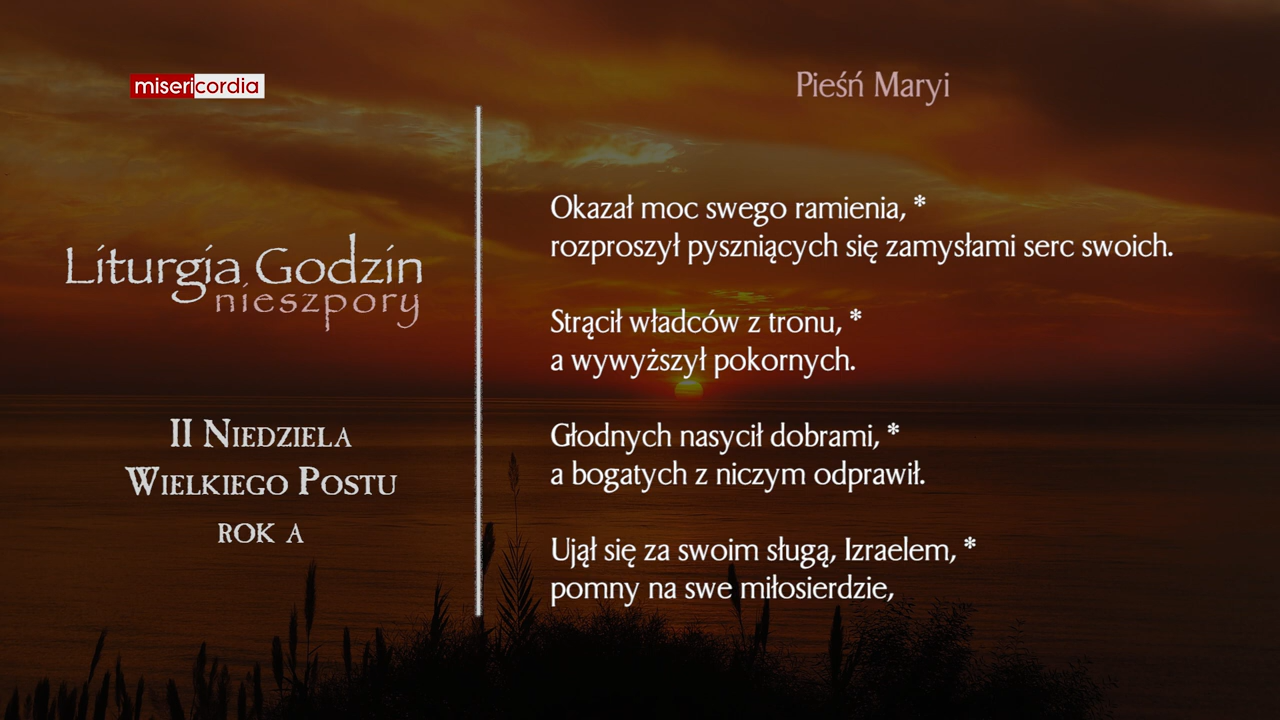 misericordia
Liturgia Godzin
nieszpory
II Niedziela
Wielkiego Postu
rok A
Pieśń Maryi
Okazał moc swego ramienia, *
rozproszył pyszniących się zamysłami serc swoich.
Strącił władców z tronu, *
a wywyższył pokornych.
Głodnych nasycił dobrami, *
a bogatych z niczym odprawił.
Ujął się za swoim sługą, Izraelem, *
pomny na swe miłosierdzie,